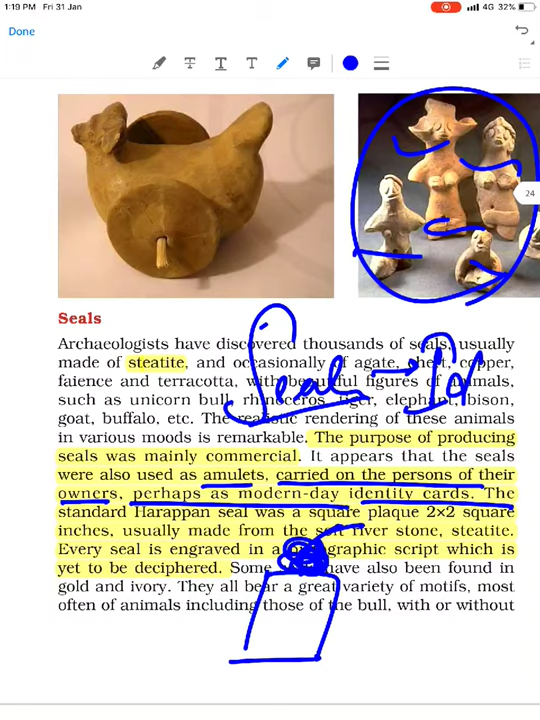 1:19 PM Fri 31 Jan
4G 32%
Done
T T T
24
Seals
Archaeologists have discovered thousands of seals, usually
made of steatite, and occasionally of agate, chert, copper,
faience and terracotta, with beautiful figures of animals,
such as unicorn bull, rhinoceros, tiger, elephant, bison,
goat, buffalo, etc. The realistic rendering of these animals
Seal → Id
in various moods is remarkable. The purpose of producing
seals was mainly commercial. It appears that the seals
were also used as amulets, carried on the persons of their
owners, perhaps as modern-day identity cards. The
standard Harappan seal was a square plaque 2×2 square
inches, usually made from the soft river stone, steatite.
Every seal is engraved in a pictographic script which is
yet to be deciphered. Some have also been found in
gold and ivory. They all bear a great variety of motifs, most
often of animals including those of the bull, with or without